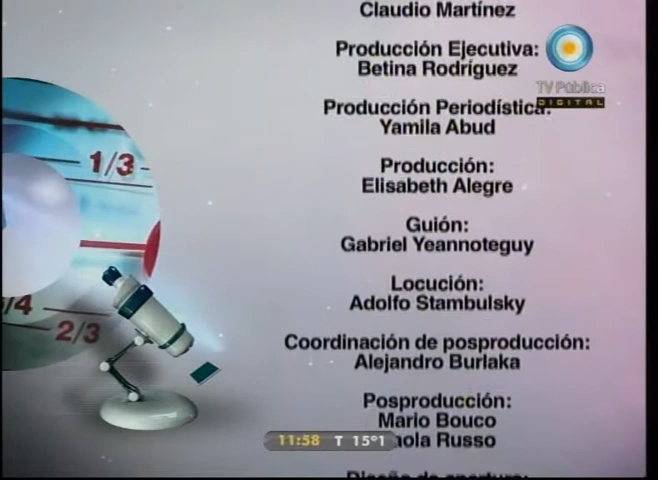 Claudio Martínez
Producción Ejecutiva:
Betina Rodríguez
TV Pública
DIGITAL
Producción Periodística:
Yamila Abud
1/3
Producción:
Elisabeth Alegre
Guión:
Gabriel Yeannoteguy
Locución:
Adolfo Stambulsky
/4
2/3
Coordinación de posproducción:
Alejandro Burlaka
Posproducción:
Mario Bouco
11:58 T 15°1
Russo